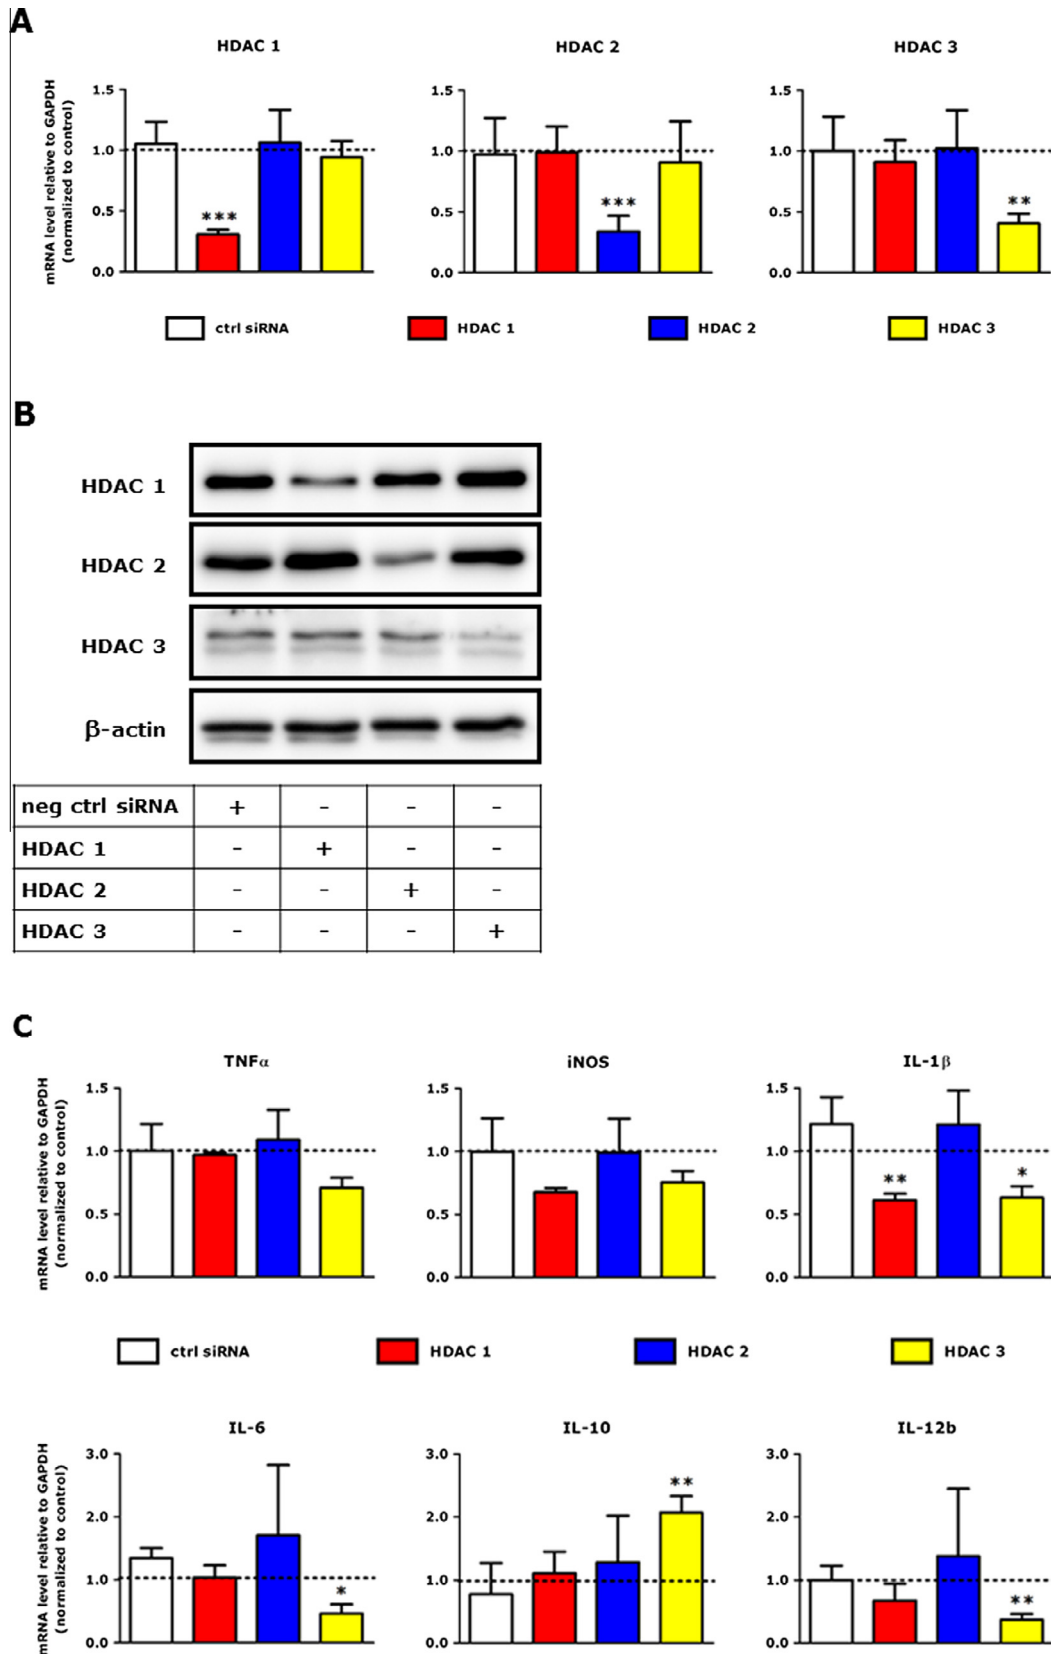 A
HDAC 1 HDAC 2 HDAC 3
mRNA level relative to GAPDH
(normalized to control)
1.5 1.5 1.5
1.0 1.0 1.0
0.5 0.5 0.5
*** *** **
0.0 0.0 0.0
ctrl siRNA HDAC 1 HDAC 2 HDAC 3
B
HDAC 1
HDAC 2
HDAC 3
β-actin
neg ctrl siRNA + - - -
HDAC 1 - + - -
HDAC 2 - - + -
HDAC 3 - - - +
C
TNFα iNOS IL-1β
mRNA level relative to GAPDH
(normalized to control)
1.5 1.5 1.5
1.0 1.0 1.0
** *
0.5 0.5 0.5
0.0 0.0 0.0
ctrl siRNA HDAC 1 HDAC 2 HDAC 3
IL-6 IL-10 IL-12b
mRNA level relative to GAPDH
(normalized to control)
3.0 3.0 3.0
**
2.0 2.0 2.0
1.0 1.0 1.0
* **
0.0 0.0 0.0